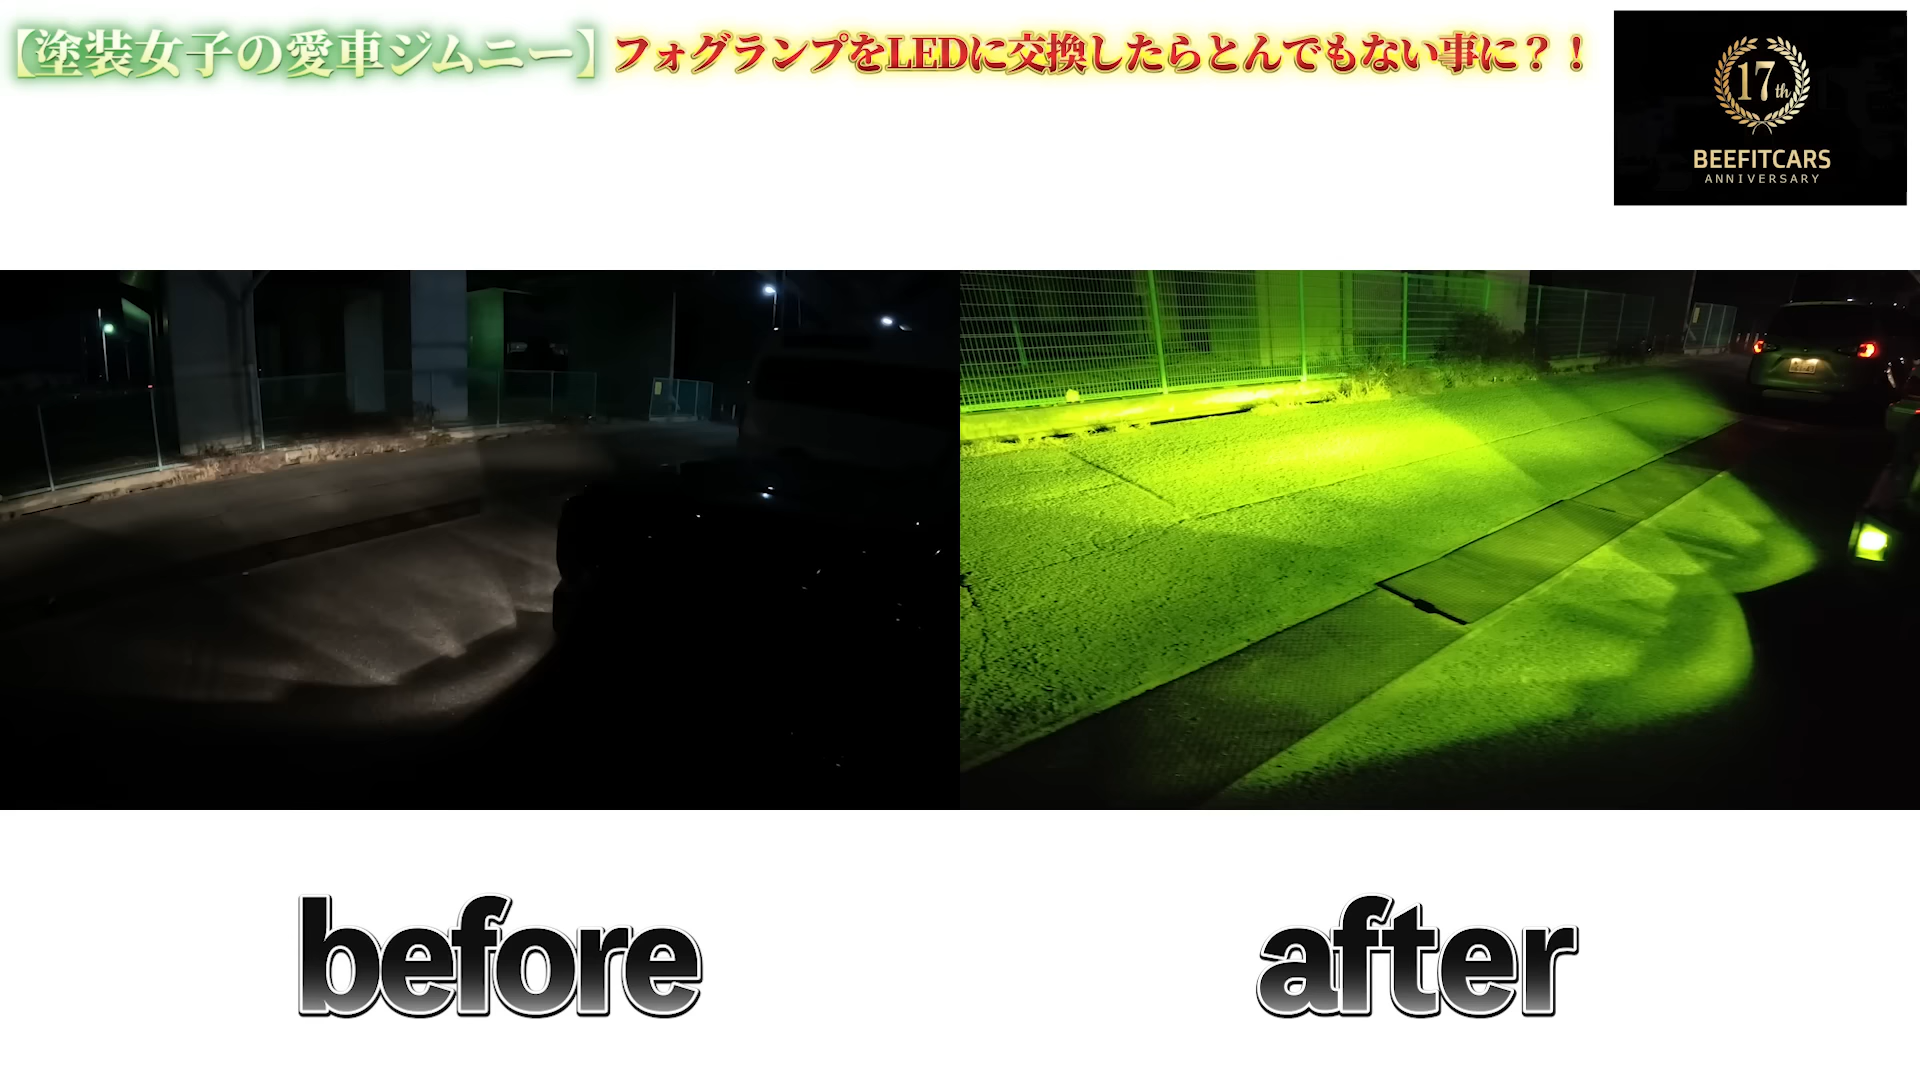 【塗装女子の愛車ジムニー】フォグランプをLEDに交換したらとんでもない事に？！
17th
BEEFITCARS
ANNIVERSARY
before
after